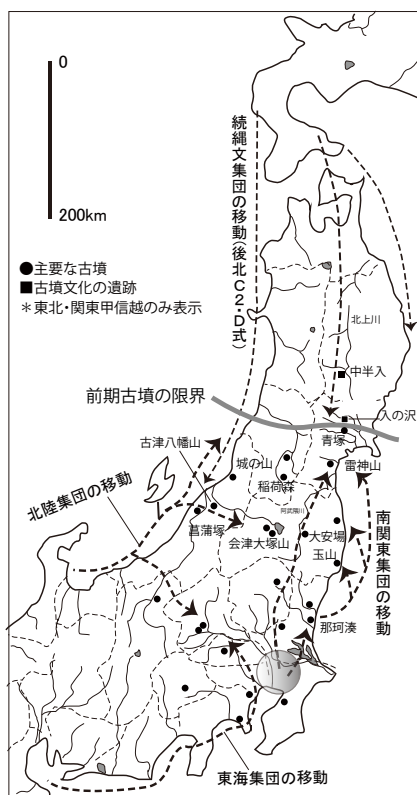 0
200km
●主要な古墳
■古墳文化の遺跡
＊東北・関東甲信越のみ表示
続縄文集団の移動(後北C2・D式)
北上川
中半入
前期古墳の限界
入の沢
青塚
古津八幡山
城の山
雷神山
稲荷森
北陸集団の移動
阿武隈川
菖蒲塚
会津大塚山
大安場
玉山
南関東集団の移動
那珂湊
東海集団の移動